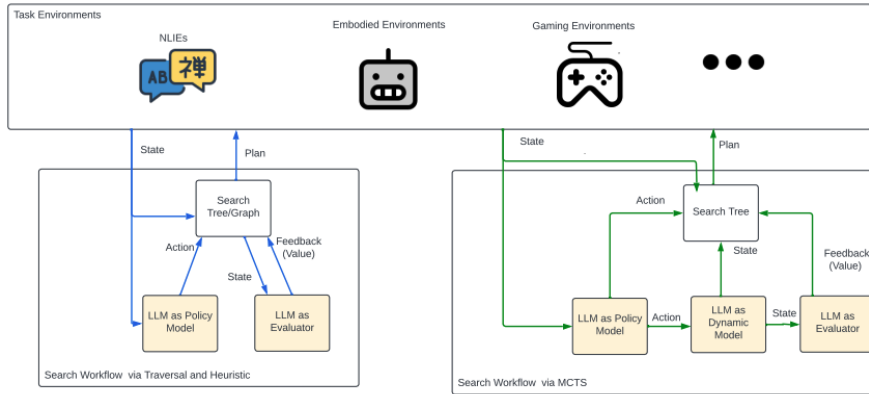 Task Environments
NLIEs
Embodied Environments
Gaming Environments
AB
禅
State
Plan
Search
Tree/Graph
Action
Feedback
(Value)
State
LLM as Policy
Model
LLM as
Evaluator
Search Workflow via Traversal and Heuristic
State
Plan
Action
Search Tree
State
Feedback
(Value)
LLM as Policy
Model
Action
LLM as
Dynamic
Model
State
LLM as
Evaluator
Search Workflow via MCTS